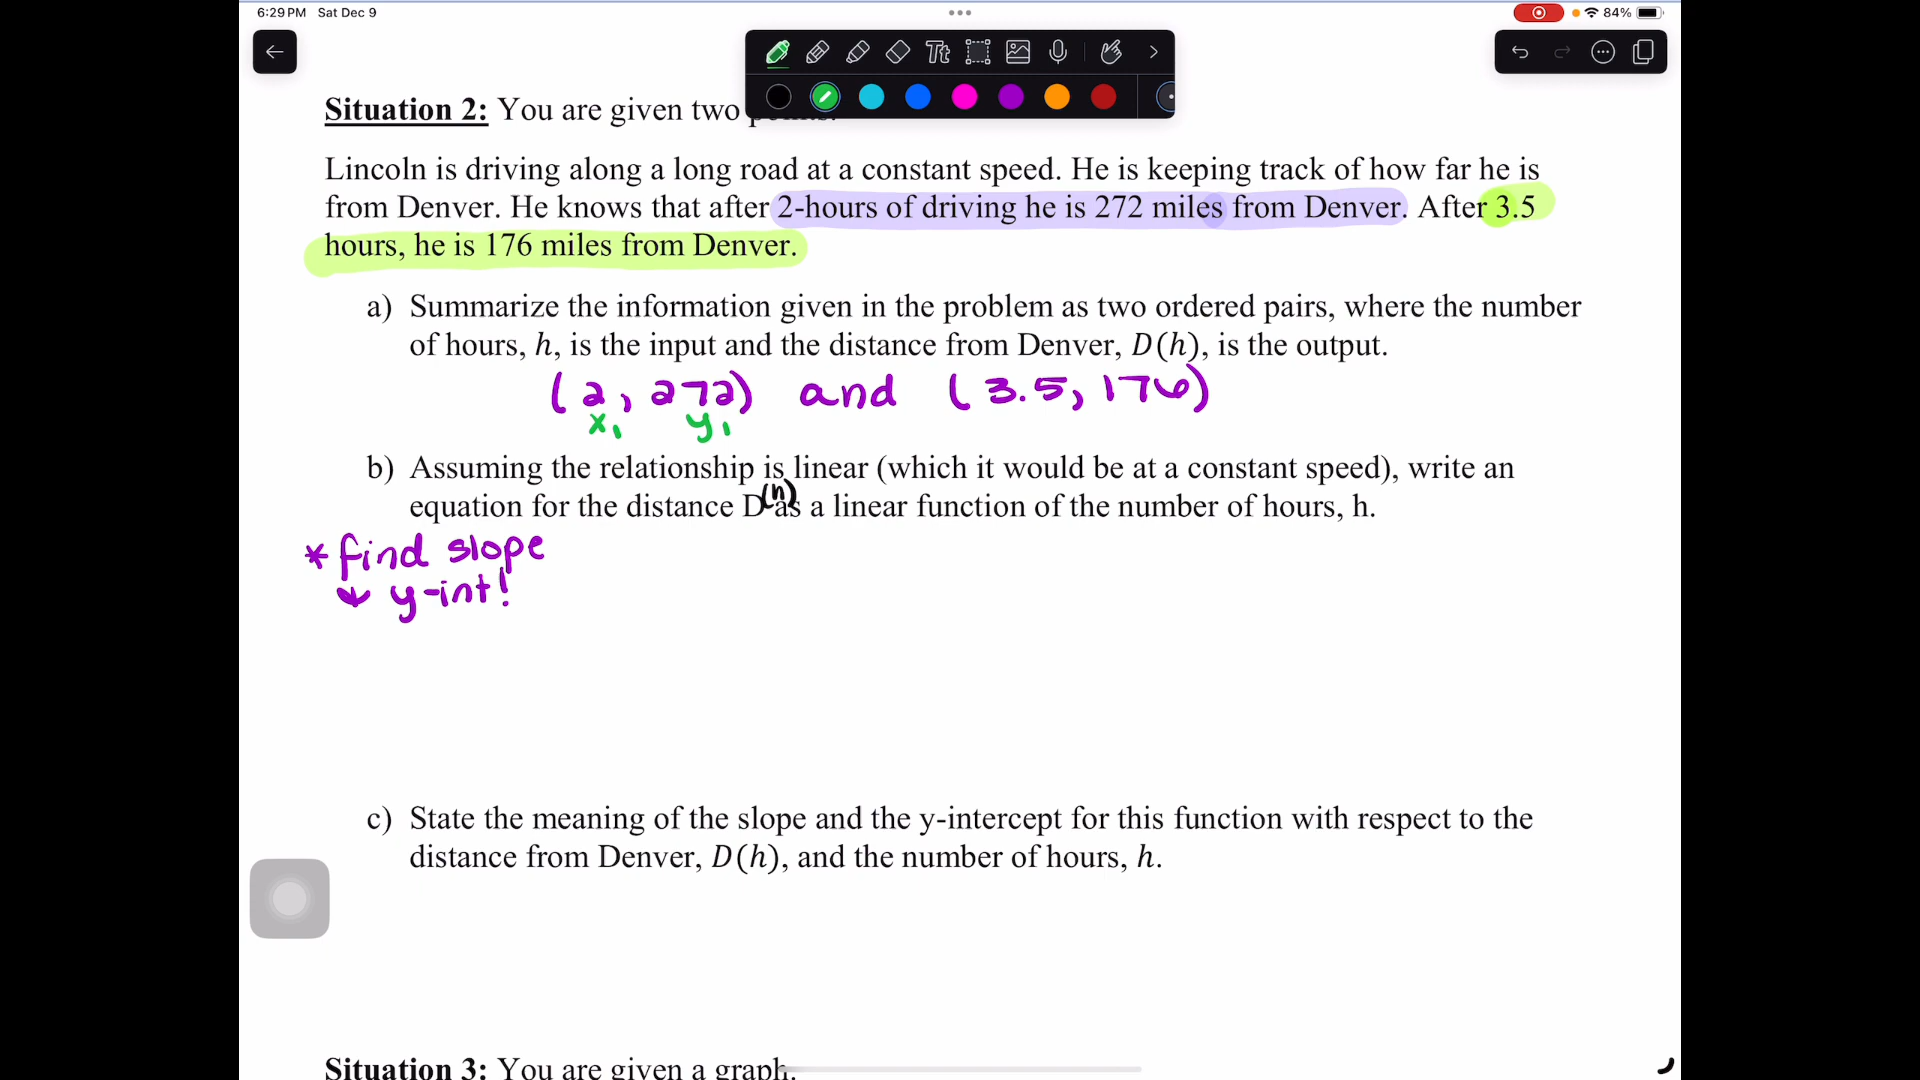 6:29 PM Sat Dec 9
84%
Tt
Situation 2: You are given two
Lincoln is driving along a long road at a constant speed. He is keeping track of how far he is
from Denver. He knows that after 2-hours of driving he is 272 miles from Denver. After 3.5
hours, he is 176 miles from Denver.
a) Summarize the information given in the problem as two ordered pairs, where the number
of hours, h, is the input and the distance from Denver, D(h), is the output.
(2, 272) and (3.5, 176)
x₁ y₁
b) Assuming the relationship is linear (which it would be at a constant speed), write an
equation for the distance D(h) as a linear function of the number of hours, h.
* find slope
y-int!
c) State the meaning of the slope and the y-intercept for this function with respect to the
distance from Denver, D(h), and the number of hours, h.
Situation 3: You are given a graph.